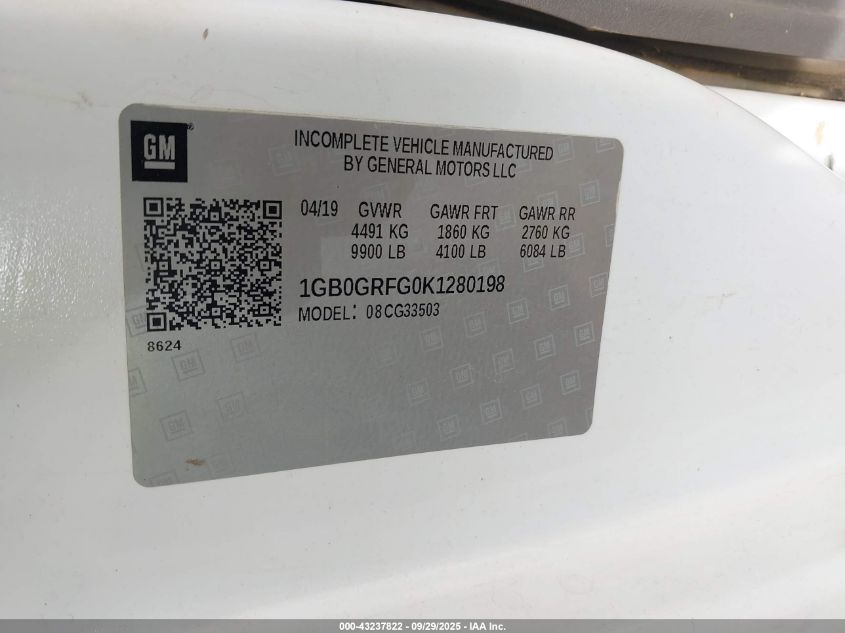 GM ®
INCOMPLETE VEHICLE MANUFACTURED
BY GENERAL MOTORS LLC
04/19 GVWR GAWR FRT GAWR RR
4491 KG 1860 KG 2760 KG
9900 LB 4100 LB 6084 LB
1GB0GRFG0K1280198
MODEL: 08CG33503
8624
000-43237822 - 09/29/2025 - IAA Inc.